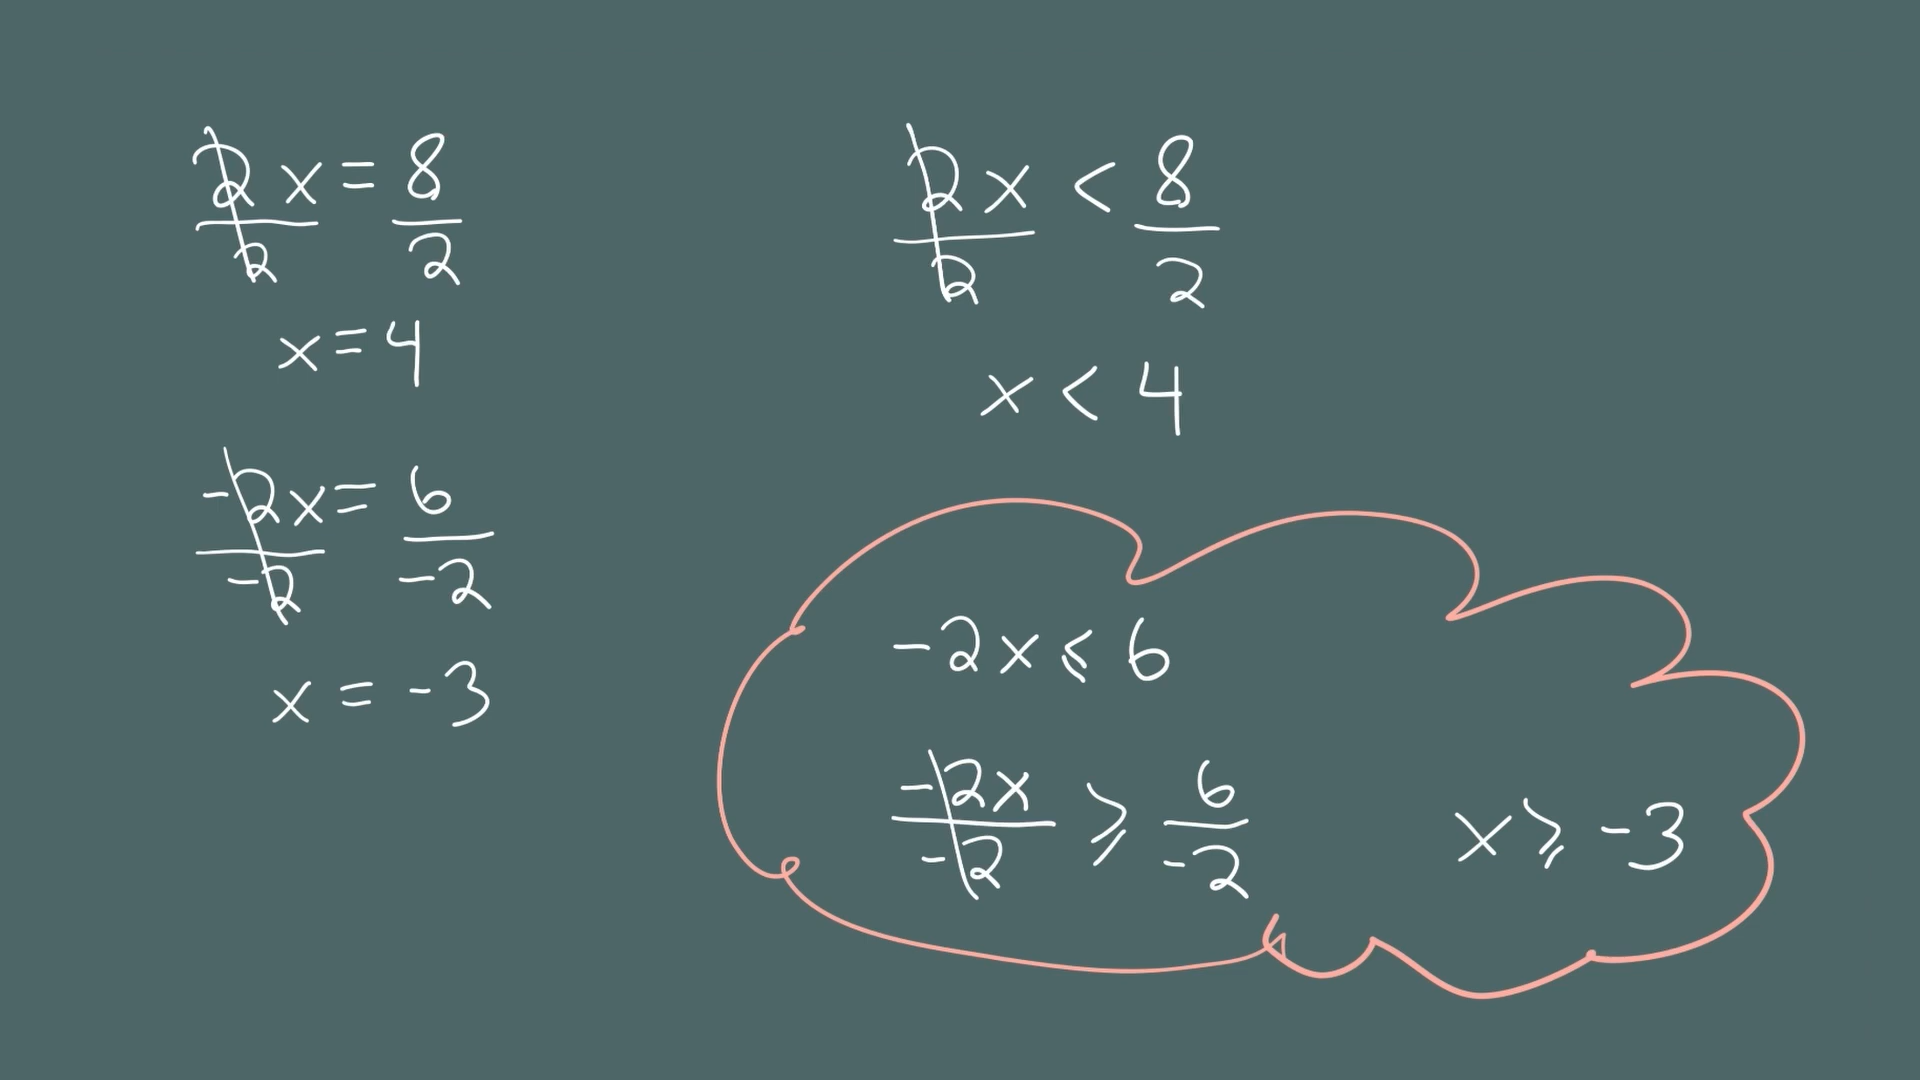 2x = 8
2 2
x = 4
-2x = 6
-2 -2
x = -3
2x < 8
2 2
x < 4
-2x ⩽ 6
-2x ⩾ 6
-2 -2
x ⩾ -3